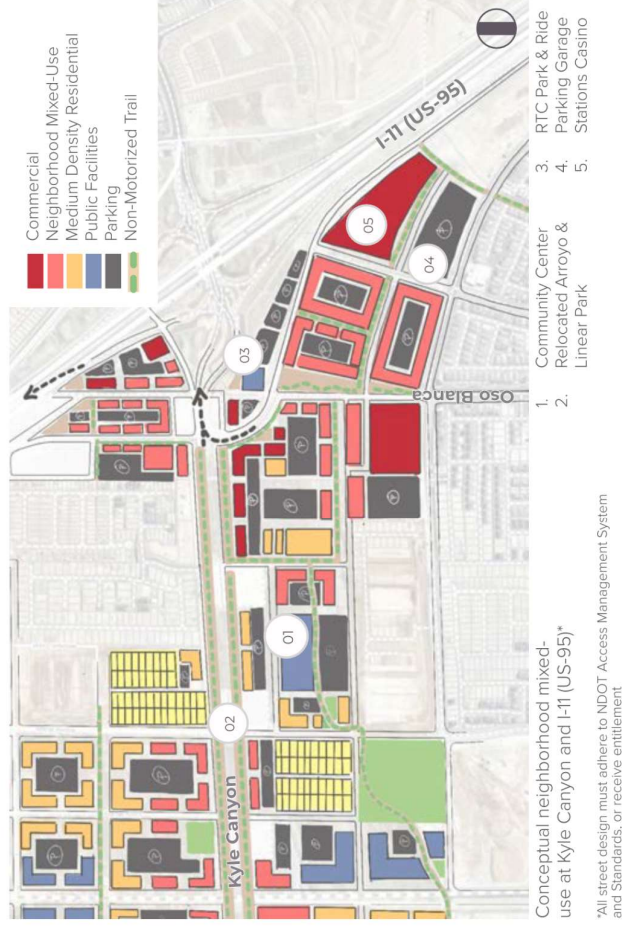 Commercial
Neighborhood Mixed-Use
Medium Density Residential
Public Facilities
Parking
Non-Motorized Trail
I-11 (US-95)
Oso Blanca
Kyle Canyon
01
02
03
04
05
Conceptual neighborhood mixed-
use at Kyle Canyon and I-11 (US-95)*
*All street design must adhere to NDOT Access Management System
and Standards, or receive entitlement
1. Community Center
2. Relocated Arroyo &
Linear Park
3. RTC Park & Ride
4. Parking Garage
5. Stations Casino